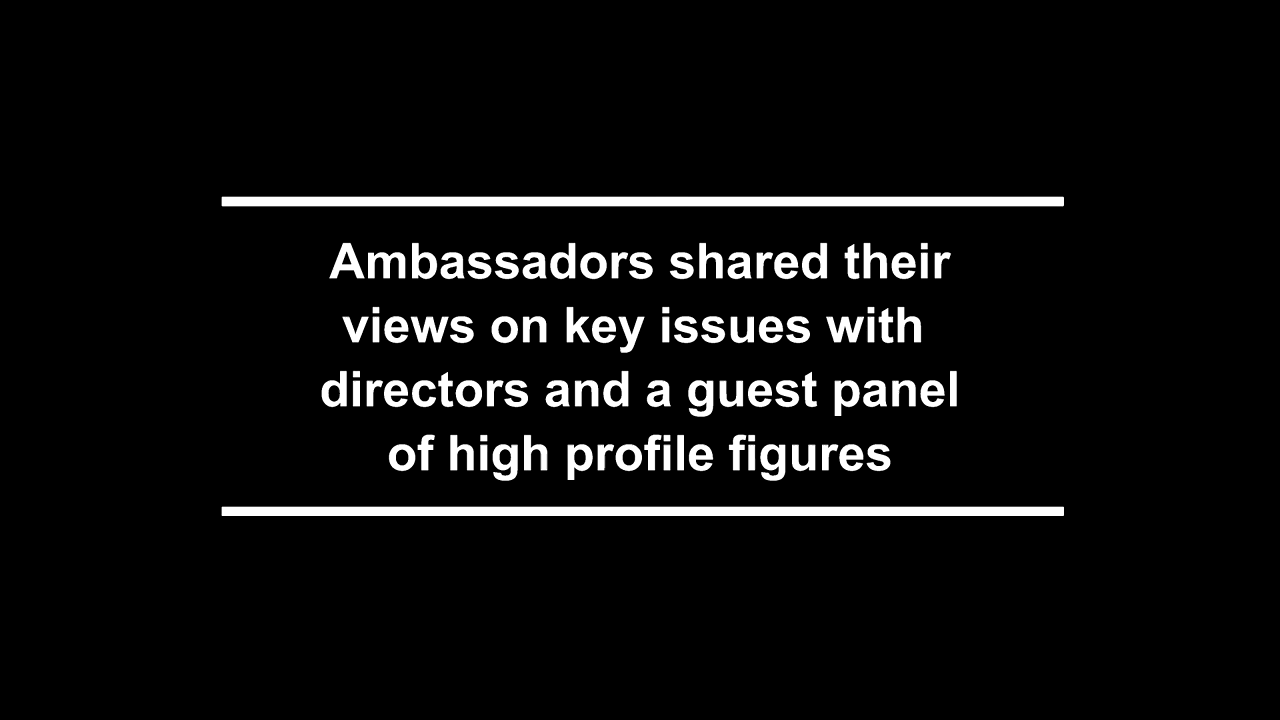 Ambassadors shared their
views on key issues with
directors and a guest panel
of high profile figures